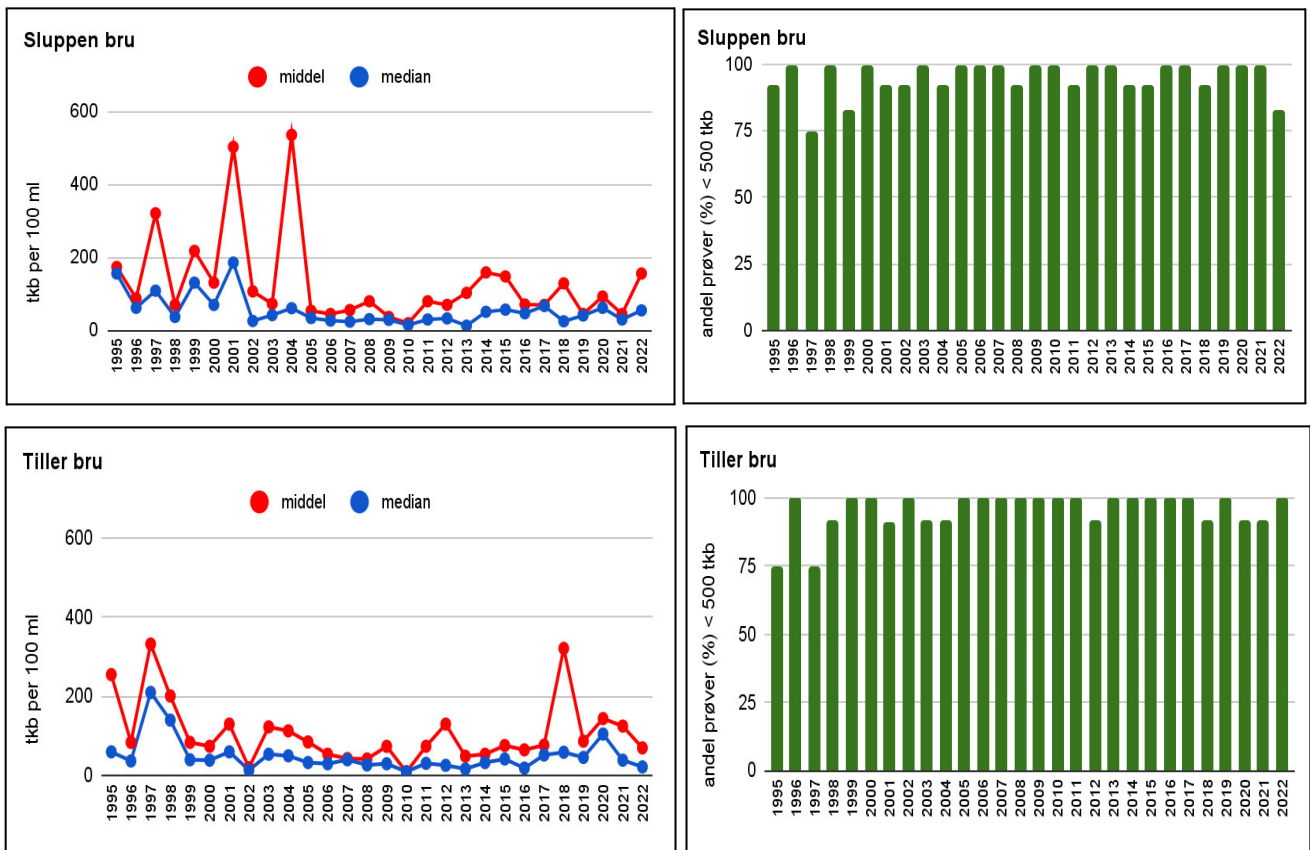 Sluppen bru
middel median
tkb per 100 ml
600
400
200
0
1995 1996 1997 1998 1999 2000 2001 2002 2003 2004 2005 2006 2007 2008 2009 2010 2011 2012 2013 2014 2015 2016 2017 2018 2019 2020 2021 2022
Sluppen bru
andel prøver (%) < 500 tkb
100
75
50
25
0
1995 1996 1997 1998 1999 2000 2001 2002 2003 2004 2005 2006 2007 2008 2009 2010 2011 2012 2013 2014 2015 2016 2017 2018 2019 2020 2021 2022
Tiller bru
middel median
tkb per 100 ml
600
400
200
0
1995 1996 1997 1998 1999 2000 2001 2002 2003 2004 2005 2006 2007 2008 2009 2010 2011 2012 2013 2014 2015 2016 2017 2018 2019 2020 2021 2022
Tiller bru
andel prøver (%) < 500 tkb
100
75
50
25
0
1995 1996 1997 1998 1999 2000 2001 2002 2003 2004 2005 2006 2007 2008 2009 2010 2011 2012 2013 2014 2015 2016 2017 2018 2019 2020 2021 2022